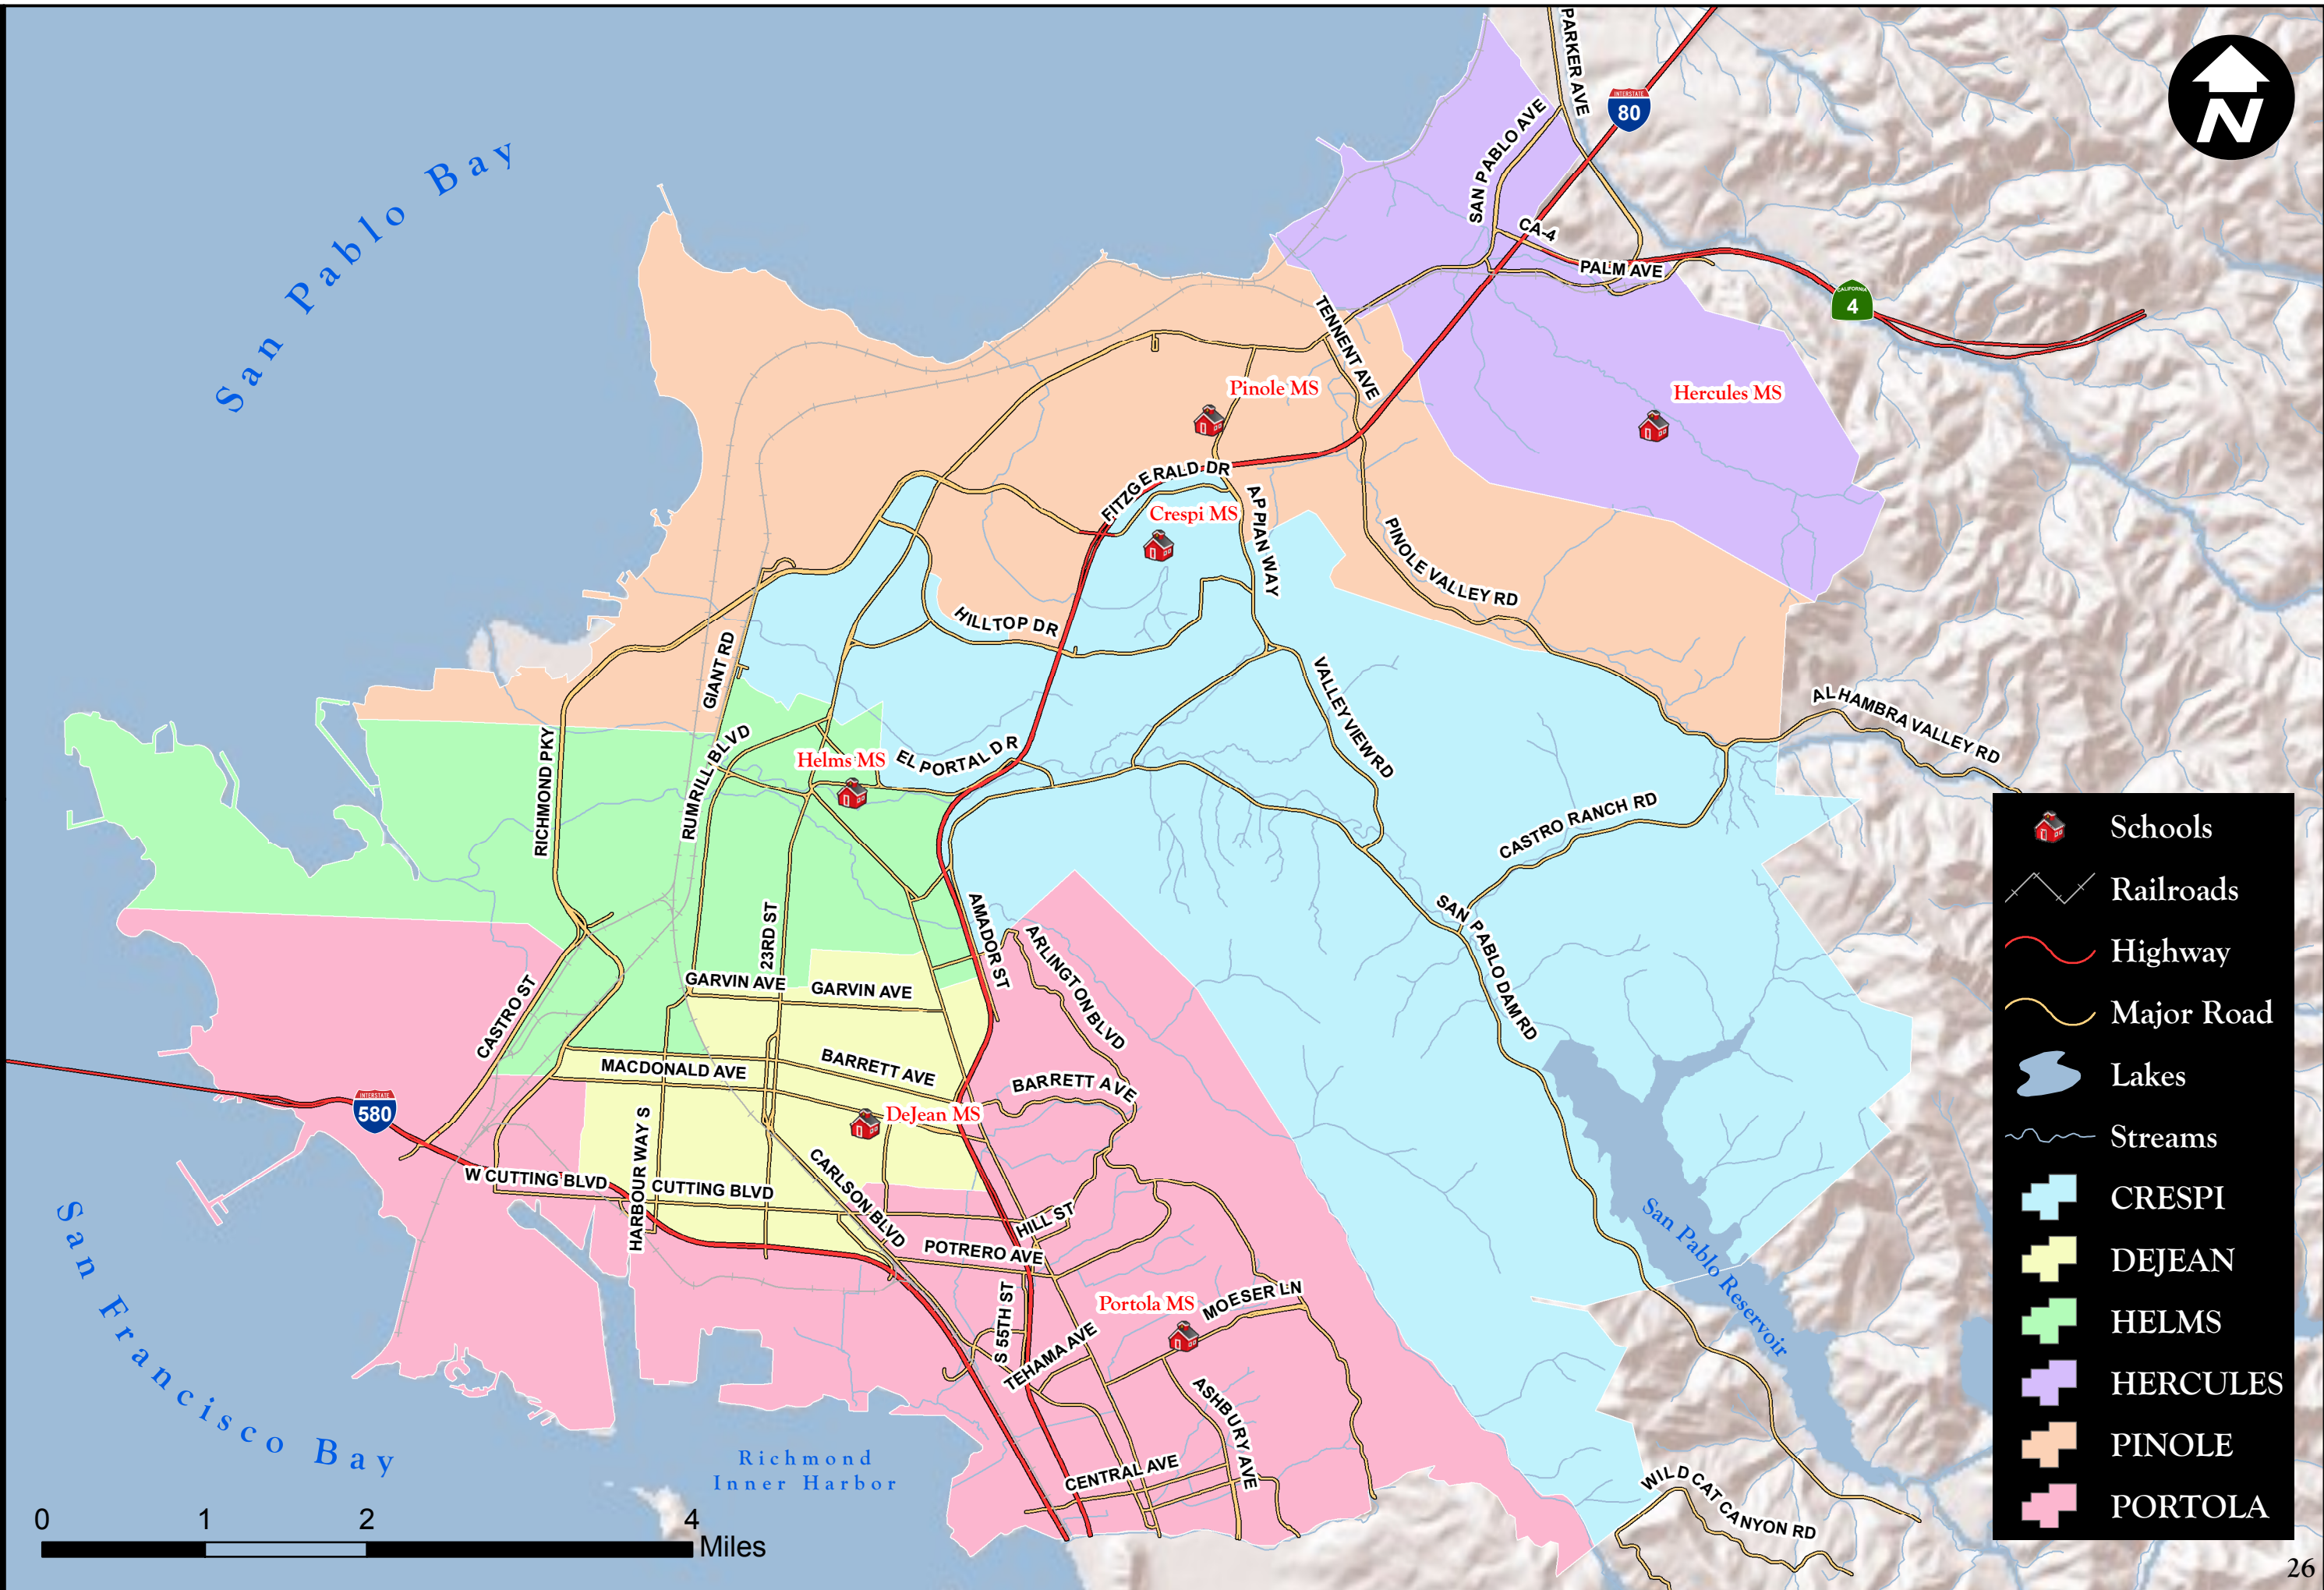 PARKER AVE
INTERSTATE
80
N
San Pablo Bay
SAN PABLO AVE
CA-4
PALM AVE
CALIFORNIA
4
TENNENT AVE
Pinole MS
Hercules MS
FITZGERALD DR
Crespi MS
APPIAN WAY
PINOLE VALLEY RD
HILLTOP DR
GIANT RD
VALLEY VIEW RD
ALHAMBRA VALLEY RD
RICHMOND PKY
RUMRILL BLVD
Helms MS
EL PORTAL DR
CASTRO RANCH RD
23RD ST
AMADOR ST
ARLINGTON BLVD
SAN PABLO DAM RD
GARVIN AVE
GARVIN AVE
CASTRO ST
MACDONALD AVE
BARRETT AVE
BARRETT AVE
INTERSTATE
580
DeJean MS
HARBOUR WAY S
W CUTTING BLVD
CUTTING BLVD
CARLSON BLVD
HILL ST
POTRERO AVE
San Pablo Reservoir
San Francisco Bay
S 55TH ST
Portola MS
MOESER LN
TEHAMA AVE
ASHBURY AVE
CENTRAL AVE
WILD CAT CANYON RD
Richmond
Inner Harbor
0 1 2 4
Miles
Schools
Railroads
Highway
Major Road
Lakes
Streams
CRESPI
DEJEAN
HELMS
HERCULES
PINOLE
PORTOLA
26